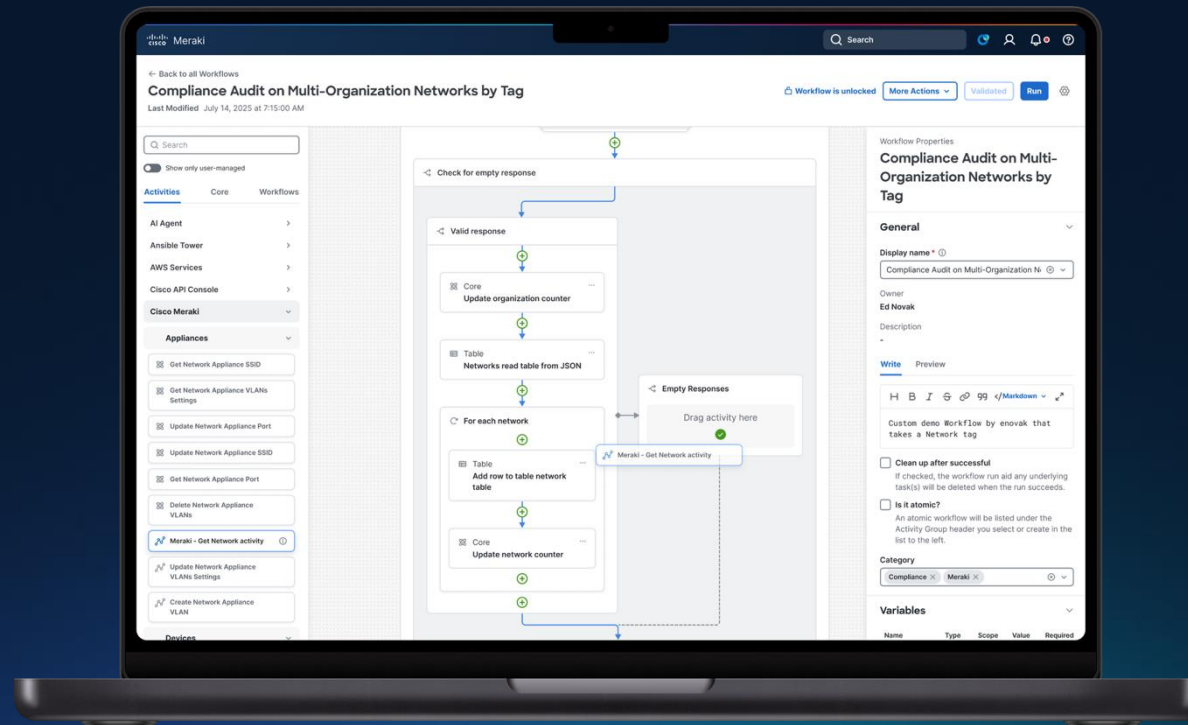 cisco Meraki
Search
← Back to all Workflows
Compliance Audit on Multi-Organization Networks by Tag
Last Modified July 14, 2025 at 7:15:00 AM
Workflow is unlocked
More Actions
Validated
Run
Search
Show only user-managed
Activities Core Workflows
AI Agent
Ansible Tower
AWS Services
Cisco API Console
Cisco Meraki
Appliances
Get Network Appliance SSID
Get Network Appliance VLANs
Settings
Update Network Appliance Port
Update Network Appliance SSID
Get Network Appliance Port
Delete Network Appliance
VLANs
Meraki - Get Network activity
Update Network Appliance
VLANs Settings
Create Network Appliance
VLAN
Devices
Check for empty response
Valid response
Core
Update organization counter
Table
Networks read table from JSON
For each network
Table
Add row to table network
table
Core
Update network counter
Empty Responses
Drag activity here
Meraki - Get Network activity
Workflow Properties
Compliance Audit on Multi-
Organization Networks by
Tag
General
Display name *
Compliance Audit on Multi-Organization N
Owner
Ed Novak
Description
-
Write Preview
H B I S 99 </Markdown
Custom demo Workflow by enovak that
takes a Network tag
Clean up after successful
If checked, the workflow run aid any underlying
task(s) will be deleted when the run succeeds.
Is it atomic?
An atomic workflow will be listed under the
Activity Group header you select or create in the
list to the left.
Category
Compliance × Meraki ×
Variables
Name Type Scope Value Required